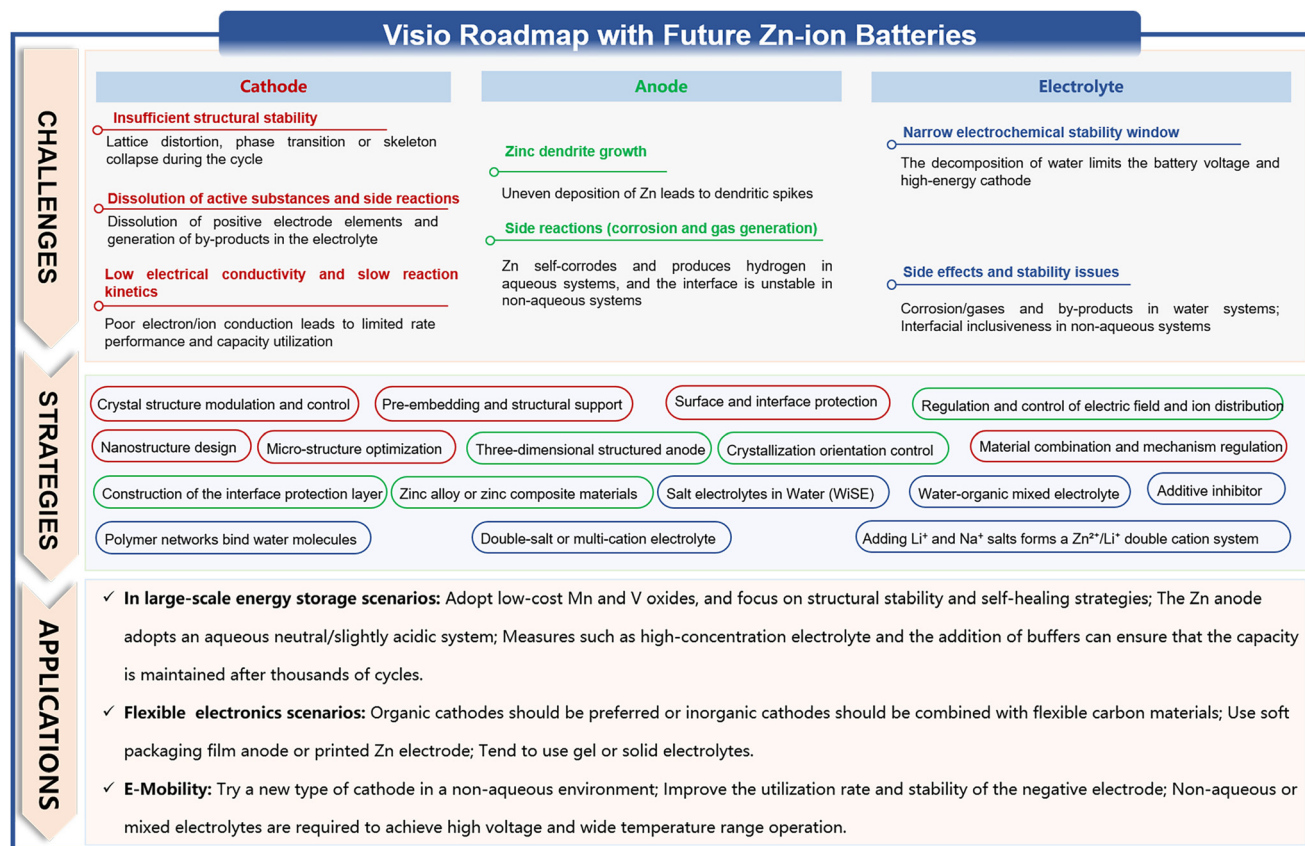 Visio Roadmap with Future Zn-ion Batteries
CHALLENGES
Cathode
Insufficient structural stability
Lattice distortion, phase transition or skeleton
collapse during the cycle
Dissolution of active substances and side reactions
Dissolution of positive electrode elements and
generation of by-products in the electrolyte
Low electrical conductivity and slow reaction
kinetics
Poor electron/ion conduction leads to limited rate
performance and capacity utilization
Anode
Zinc dendrite growth
Uneven deposition of Zn leads to dendritic spikes
Side reactions (corrosion and gas generation)
Zn self-corrodes and produces hydrogen in
aqueous systems, and the interface is unstable in
non-aqueous systems
Electrolyte
Narrow electrochemical stability window
The decomposition of water limits the battery voltage and
high-energy cathode
Side effects and stability issues
Corrosion/gases and by-products in water systems;
Interfacial inclusiveness in non-aqueous systems
STRATEGIES
Crystal structure modulation and control
Pre-embedding and structural support
Surface and interface protection
Regulation and control of electric field and ion distribution
Nanostructure design
Micro-structure optimization
Three-dimensional structured anode
Crystallization orientation control
Material combination and mechanism regulation
Construction of the interface protection layer
Zinc alloy or zinc composite materials
Salt electrolytes in Water (WiSE)
Water-organic mixed electrolyte
Additive inhibitor
Polymer networks bind water molecules
Double-salt or multi-cation electrolyte
Adding Li⁺ and Na⁺ salts forms a Zn²⁺/Li⁺ double cation system
APPLICATIONS
✓ In large-scale energy storage scenarios: Adopt low-cost Mn and V oxides, and focus on structural stability and self-healing strategies; The Zn anode
adopts an aqueous neutral/slightly acidic system; Measures such as high-concentration electrolyte and the addition of buffers can ensure that the capacity
is maintained after thousands of cycles.
✓ Flexible electronics scenarios: Organic cathodes should be preferred or inorganic cathodes should be combined with flexible carbon materials; Use soft
packaging film anode or printed Zn electrode; Tend to use gel or solid electrolytes.
✓ E-Mobility: Try a new type of cathode in a non-aqueous environment; Improve the utilization rate and stability of the negative electrode; Non-aqueous or
mixed electrolytes are required to achieve high voltage and wide temperature range operation.